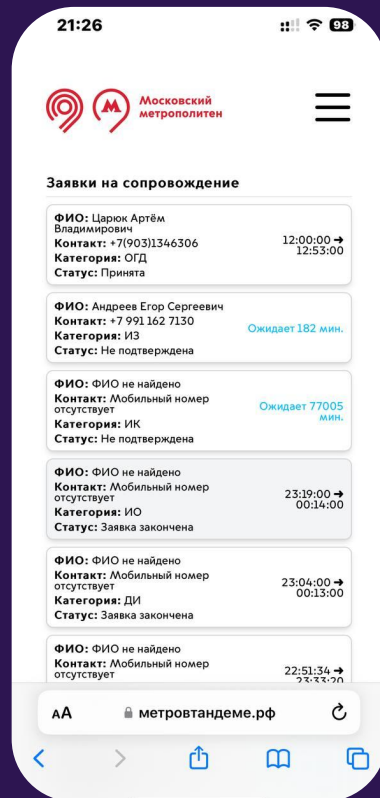 21:26
98
Московский
метрополитен
Заявки на сопровождение
ФИО: Царюк Артём
Владимирович
Контакт: +7(903)1346306
Категория: ОГД
Статус: Принята
12:00:00 ➔
12:53:00
ФИО: Андреев Егор Сергеевич
Контакт: +7 991 162 7130
Категория: ИЗ
Статус: Не подтверждена
Ожидает 182 мин.
ФИО: ФИО не найдено
Контакт: Мобильный номер
отсутствует
Категория: ИК
Статус: Не подтверждена
Ожидает 77005
мин.
ФИО: ФИО не найдено
Контакт: Мобильный номер
отсутствует
Категория: ИО
Статус: Заявка закончена
23:19:00 ➔
00:14:00
ФИО: ФИО не найдено
Контакт: Мобильный номер
отсутствует
Категория: ДИ
Статус: Заявка закончена
23:04:00 ➔
00:13:00
ФИО: ФИО не найдено
Контакт: Мобильный номер
отсутствует
22:51:34 ➔
23:33:20
AA
метровтандеме.рф